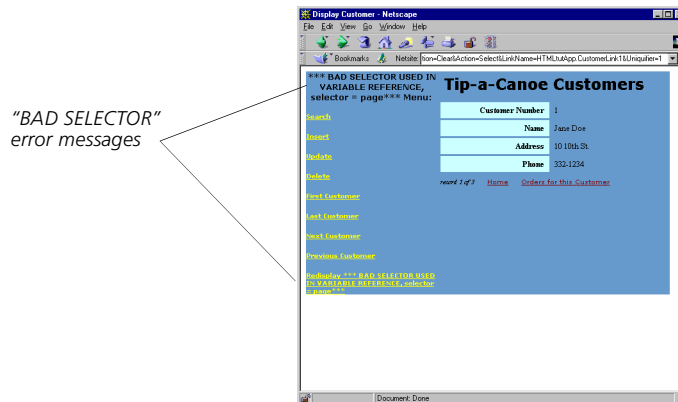 Display Customer - Netscape
File Edit View Go Window Help
Bookmarks Netsite: tion=Clear&Action=Select&LinkName=HTMLtutApp.CustomerLink1&Uniquifier=1
*** BAD SELECTOR USED IN
VARIABLE REFERENCE,
selector = page*** Menu:
Search
Insert
Update
Delete
First Customer
Last Customer
Next Customer
Previous Customer
Redisplay *** BAD SELECTOR USED
IN VARIABLE REFERENCE, selector
= page***
Tip-a-Canoe Customers
Customer Number 1
Name Jane Doe
Address 10 10th St.
Phone 332-1234
record 1 of 3 Home Orders for this Customer
Document: Done
"BAD SELECTOR"
error messages